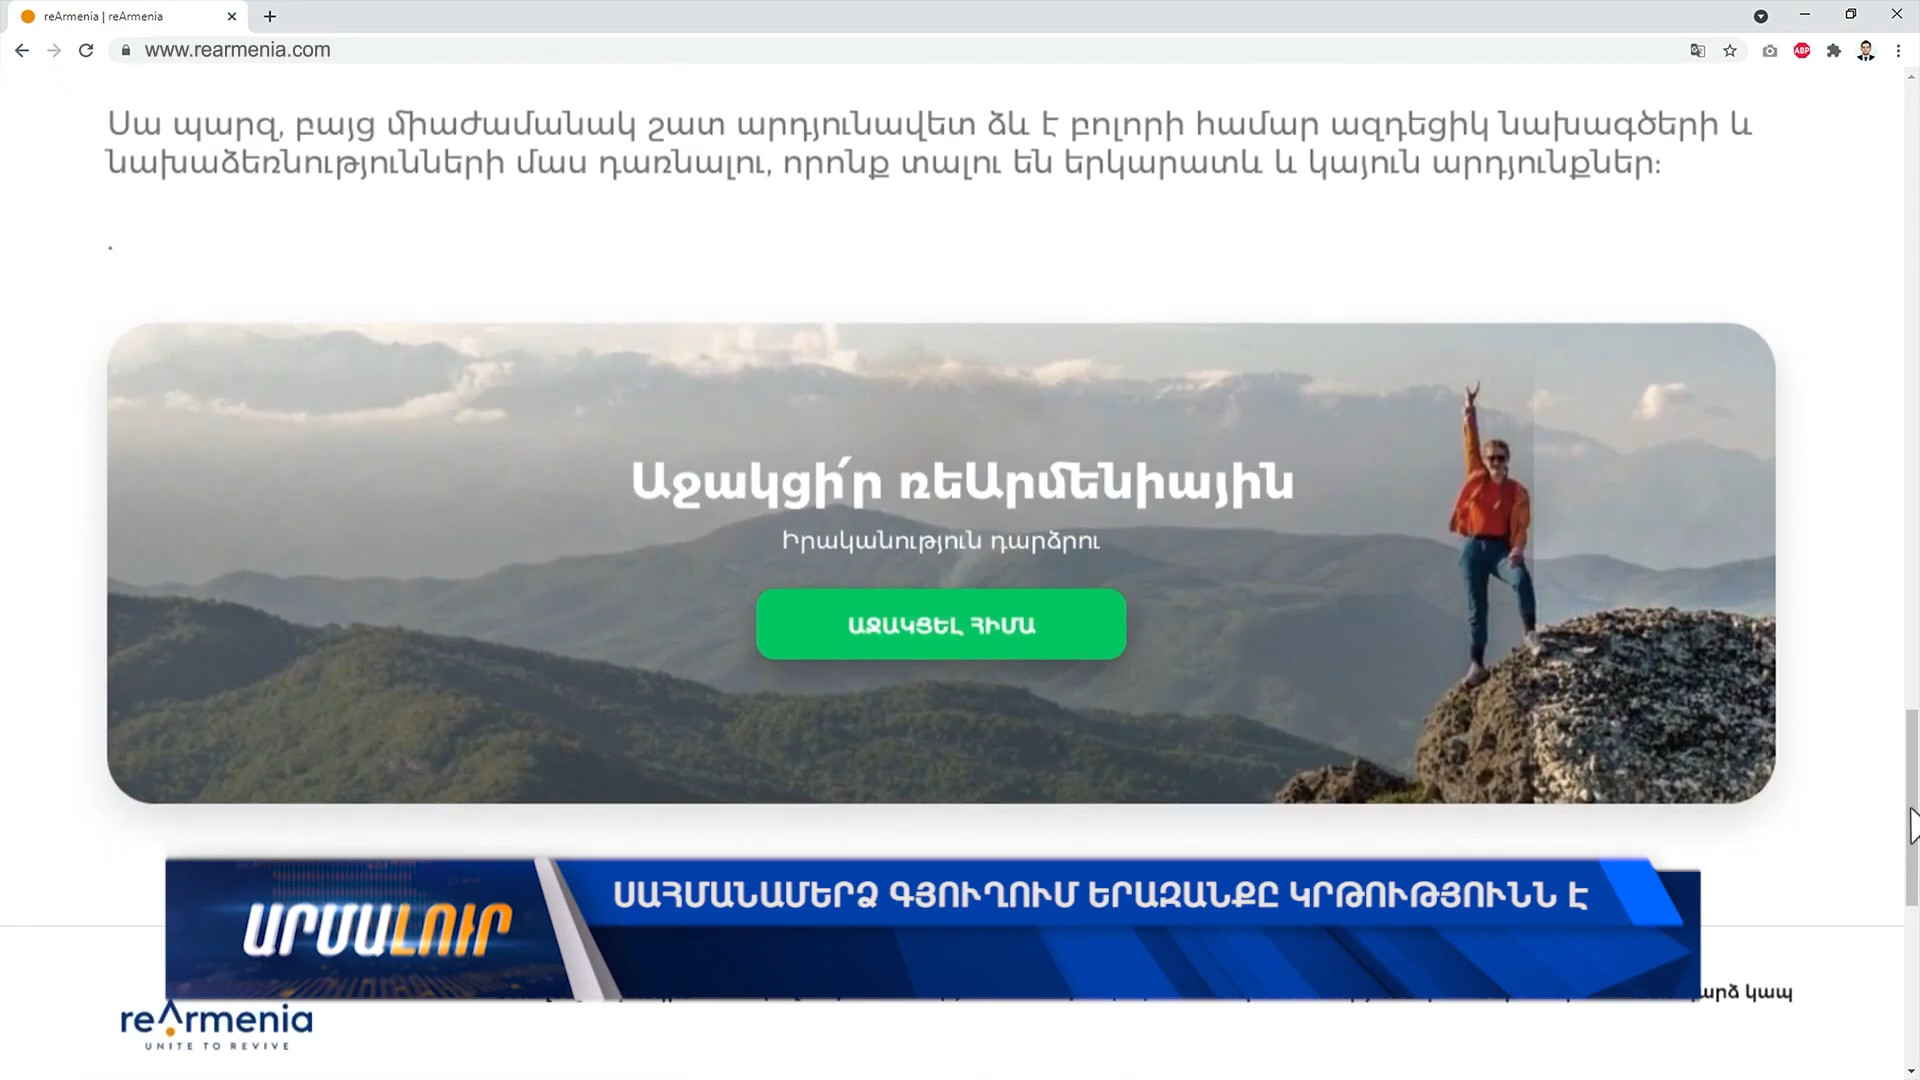 reArmenia | reArmenia
www.rearmenia.com
ABP
Սա պարզ, բայց միաժամանակ շատ արդյունավետ ձև է բոլորի համար ազդեցիկ նախագծերի և
նախաձեռնությունների մաս դառնալու, որոնք տալու են երկարատև և կայուն արդյունքներ։
.
Աջակցի՛ր ռեԱրմենիային
Իրականություն դարձրու
ԱՋԱԿՑԵԼ ՀԻՄԱ
ԱՐՄԱԼՈՒՐ
ՍԱՀՄԱՆԱՄԵՐՁ ԳՅՈՒՂՈՒՄ ԵՐԱԶԱՆՔԸ ԿՐԹՈՒԹՅՈՒՆՆ Է
կապ
reArmenia
UNITE TO REVIVE